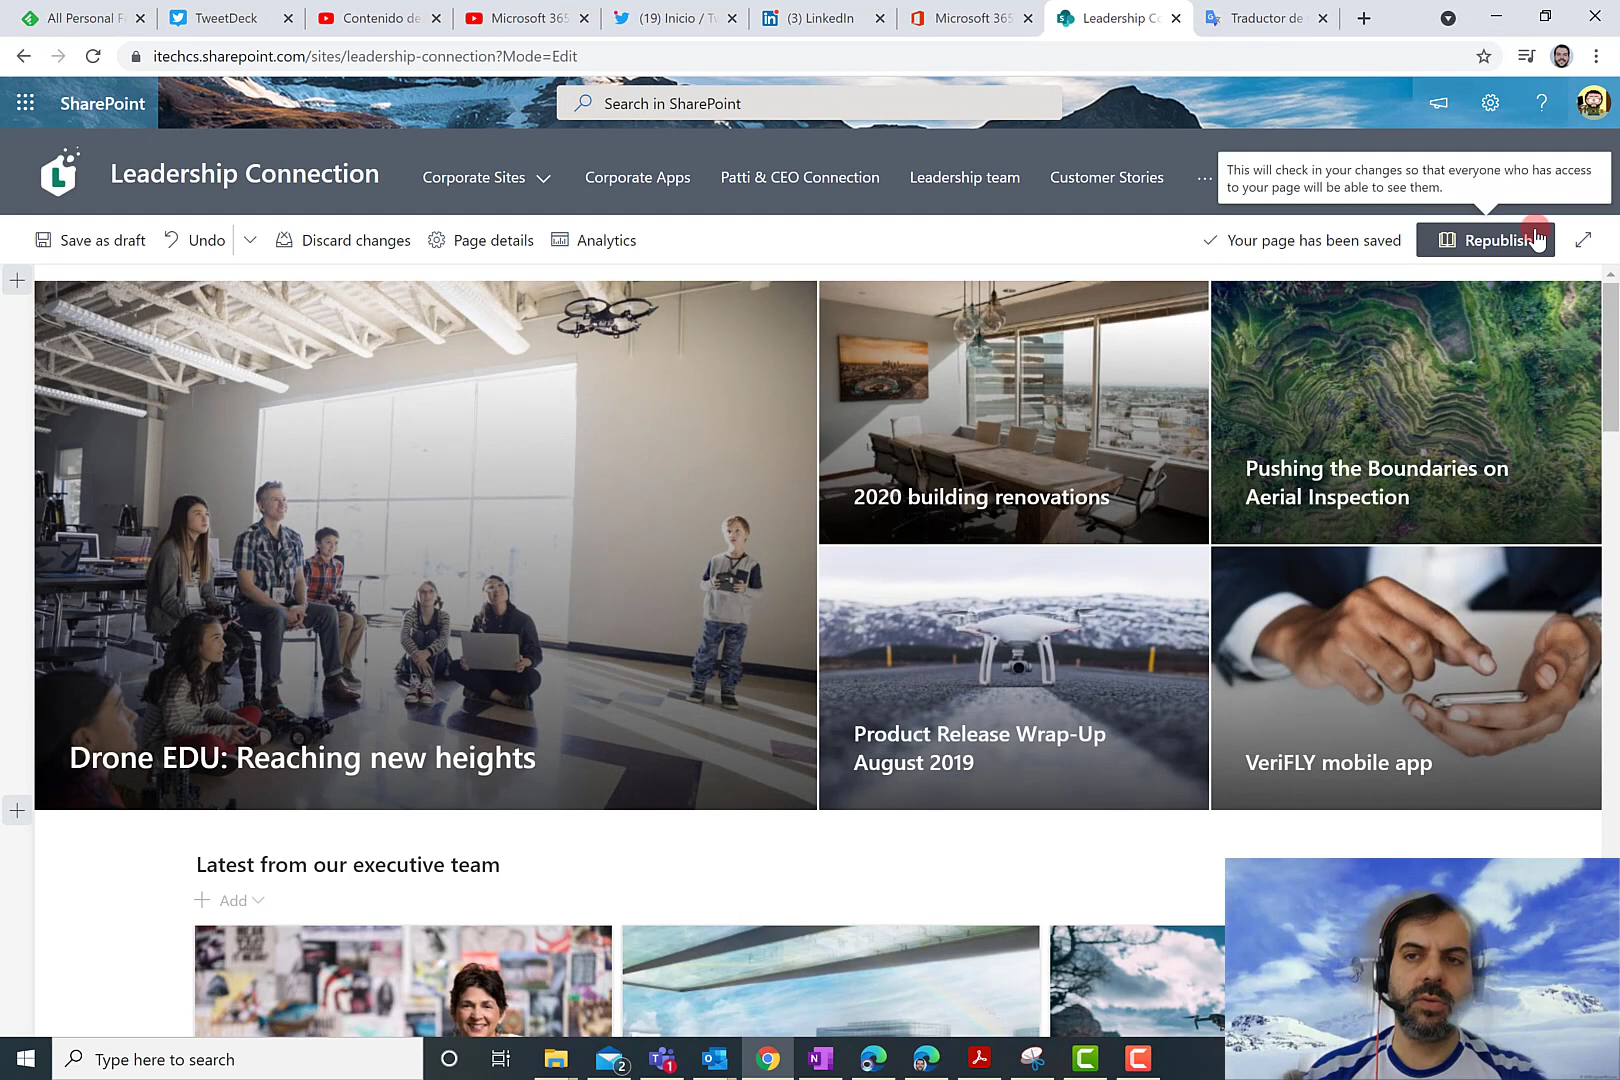 All Personal F
TweetDeck
Contenido de
Microsoft 365
(19) Inicio / Tw
(3) LinkedIn
Microsoft 365
Leadership Co
Traductor de
itechcs.sharepoint.com/sites/leadership-connection?Mode=Edit
SharePoint
Search in SharePoint
L
Leadership Connection
Corporate Sites
Corporate Apps
Patti & CEO Connection
Leadership team
Customer Stories
This will check in your changes so that everyone who has access
to your page will be able to see them.
Save as draft
Undo
Discard changes
Page details
Analytics
Your page has been saved
Republish
Drone EDU: Reaching new heights
2020 building renovations
Pushing the Boundaries on
Aerial Inspection
Product Release Wrap-Up
August 2019
VeriFLY mobile app
Latest from our executive team
Add
Type here to search
2
1